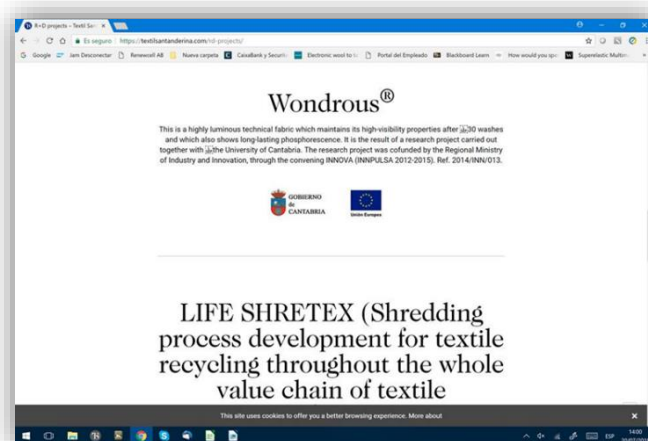 R+D projects – Textil San
Es seguro https://textilsantanderina.com/rd-projects/
Google Jam Desconectar Renewcell AB Nueva carpeta CaixaBank y Securit Electronic wool to Portal del Empleado Blackboard Learn How would you spe Superelastic Multim
Wondrous®
This is a highly luminous technical fabric which maintains its high-visibility properties after 30 washes
and which also shows long-lasting phosphorescence. It is the result of a research project carried out
together with the University of Cantabria. The research project was cofunded by the Regional Ministry
of Industry and Innovation, through the convening INNOVA (INNPULSA 2012-2015). Ref. 2014/INN/013.
GOBIERNO
de
CANTABRIA
Unión Europea
LIFE SHRETEX (Shredding
process development for textile
recycling throughout the whole
value chain of textile
This site uses cookies to offer you a better browsing experience. More about
ESP 14:00